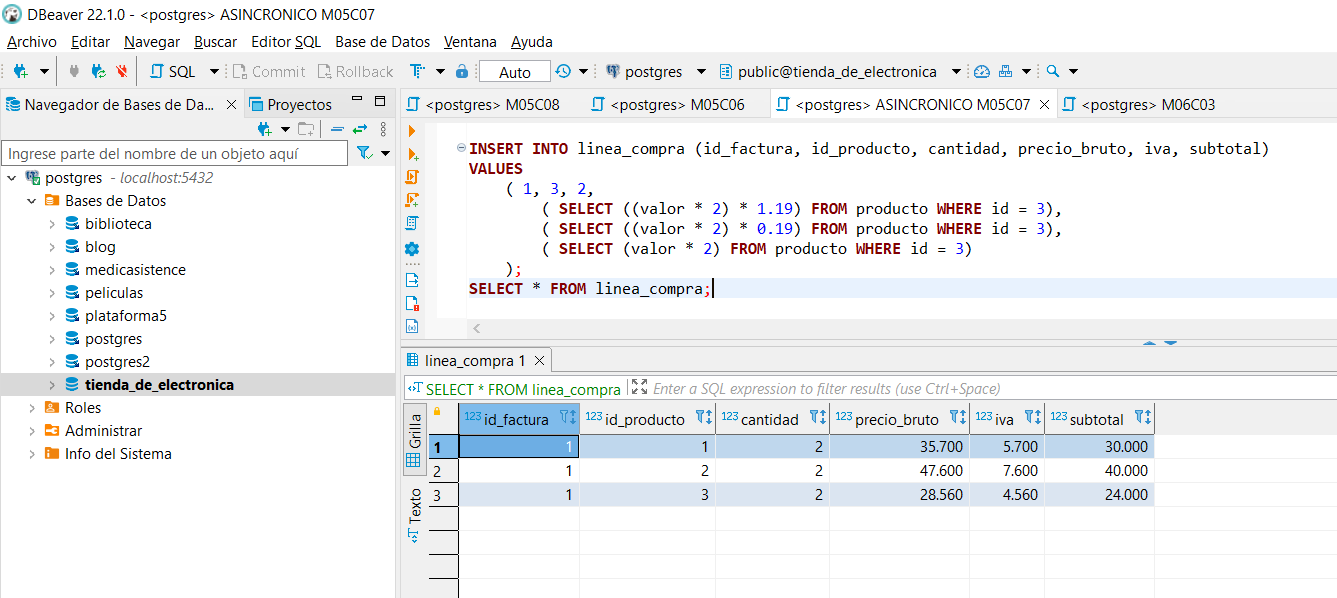 DBeaver 22.1.0 - <postgres> ASINCRONICO M05C07
Archivo Editar Navegar Buscar Editor SQL Base de Datos Ventana Ayuda
SQL Commit Rollback Auto postgres public@tienda_de_electronica
Navegador de Bases de Da... Proyectos
<postgres> M05C08 <postgres> M05C06 <postgres> ASINCRONICO M05C07 <postgres> M06C03
Ingrese parte del nombre de un objeto aquí
postgres - localhost:5432
Bases de Datos
biblioteca
blog
medicasistence
peliculas
plataforma5
postgres
postgres2
tienda_de_electronica
Roles
Administrar
Info del Sistema
INSERT INTO linea_compra (id_factura, id_producto, cantidad, precio_bruto, iva, subtotal)
VALUES
( 1, 3, 2,
( SELECT ((valor * 2) * 1.19) FROM producto WHERE id = 3),
( SELECT ((valor * 2) * 0.19) FROM producto WHERE id = 3),
( SELECT (valor * 2) FROM producto WHERE id = 3)
);
SELECT * FROM linea_compra;
linea_compra 1
SELECT * FROM linea_compra Enter a SQL expression to filter results (use Ctrl+Space)
Grilla
Texto
123 id_factura 123 id_producto 123 cantidad 123 precio_bruto 123 iva 123 subtotal
1 1 1 2 35.700 5.700 30.000
2 1 2 2 47.600 7.600 40.000
3 1 3 2 28.560 4.560 24.000